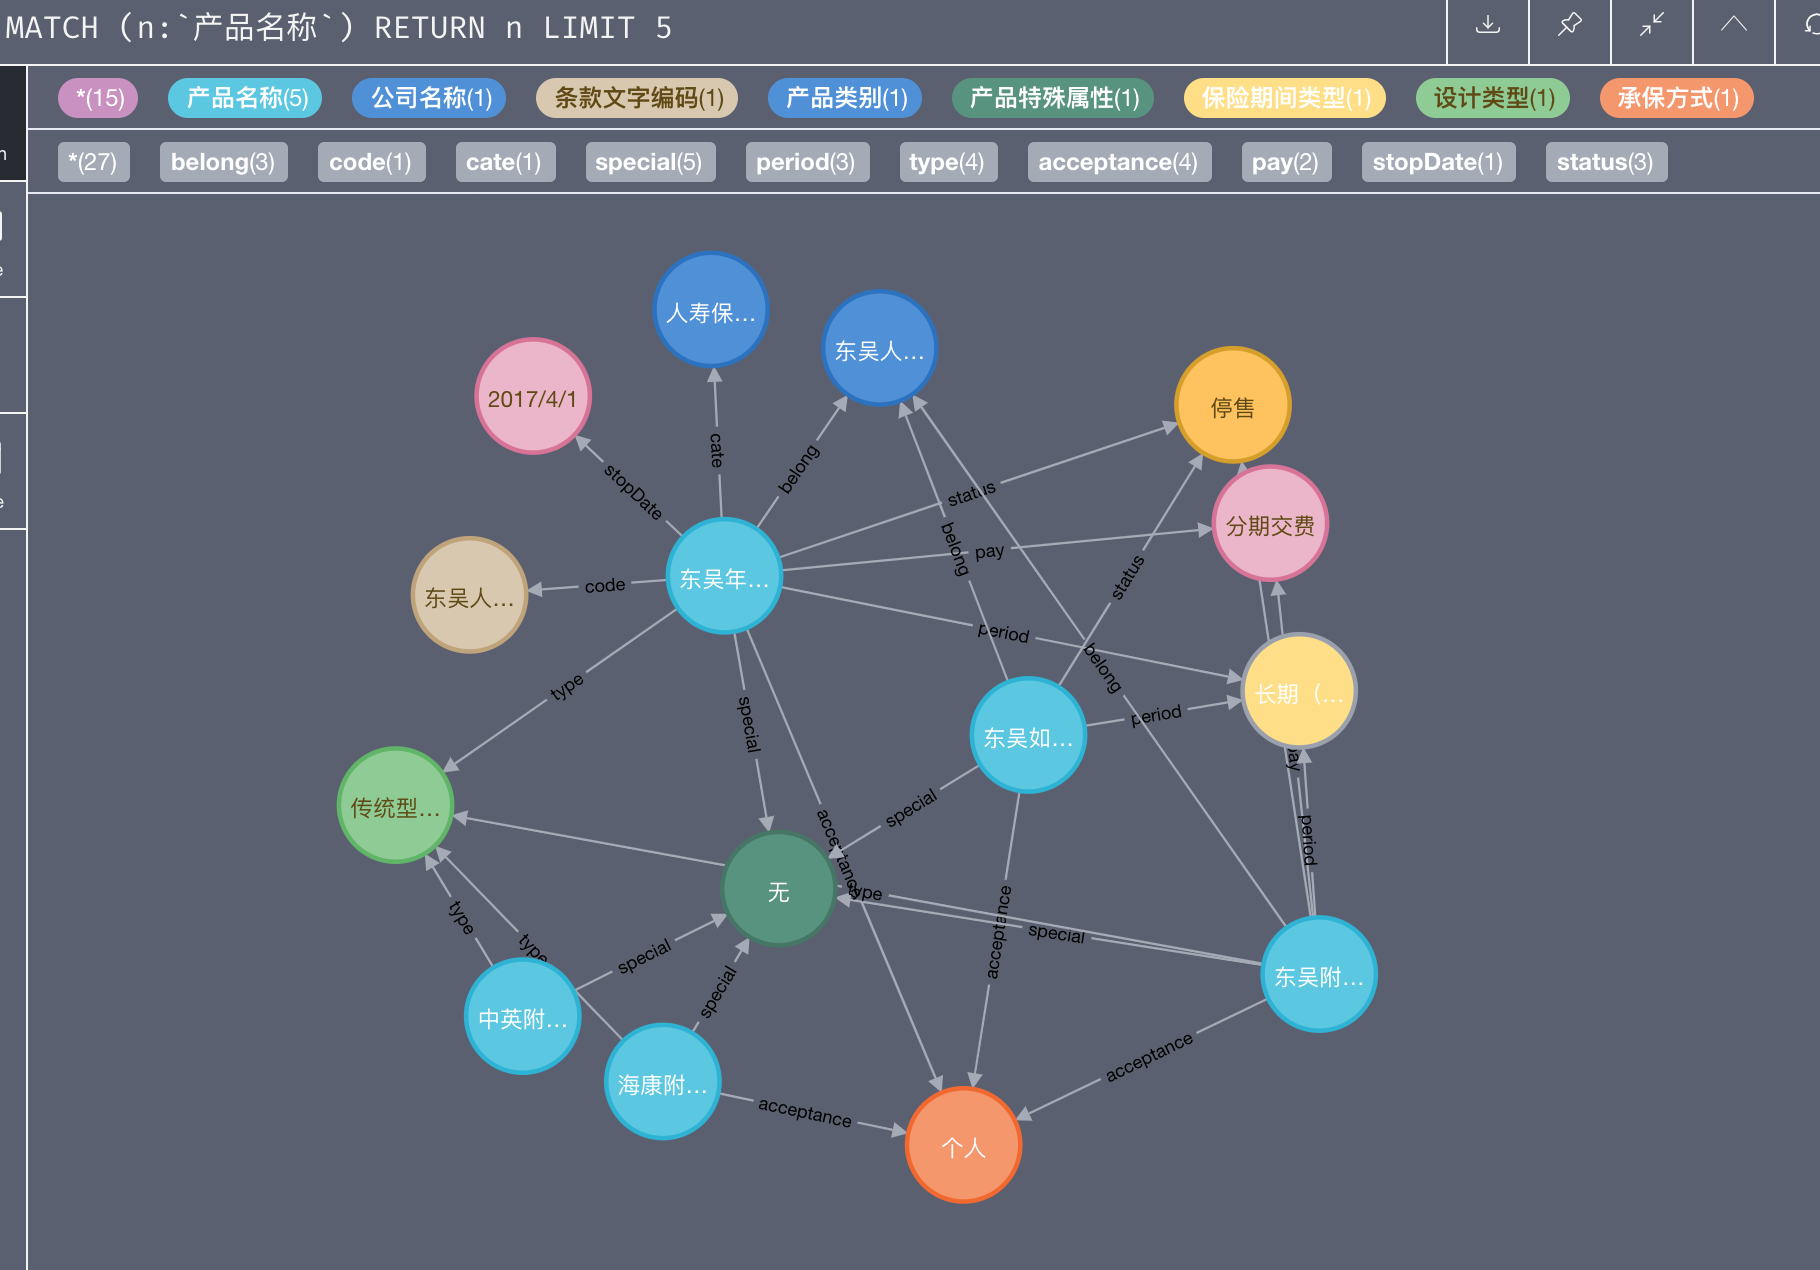 MATCH (n:`产品名称`) RETURN n LIMIT 5
*(15) 产品名称(5) 公司名称(1) 条款文字编码(1) 产品类别(1) 产品特殊属性(1) 保险期间类型(1) 设计类型(1) 承保方式(1)
*(27) belong(3) code(1) cate(1) special(5) period(3) type(4) acceptance(4) pay(2) stopDate(1) status(3)
人寿保...
东吴人...
2017/4/1
停售
cate
belong
stopDate
status
分期交费
belong
pay
东吴年...
code
东吴人...
status
period
belong
type
长期（...
special
period
东吴如...
pay
传统型...
special
acceptance
period
无
type
type
acceptance
special
type
special
东吴附...
special
中英附...
海康附...
acceptance
acceptance
个人